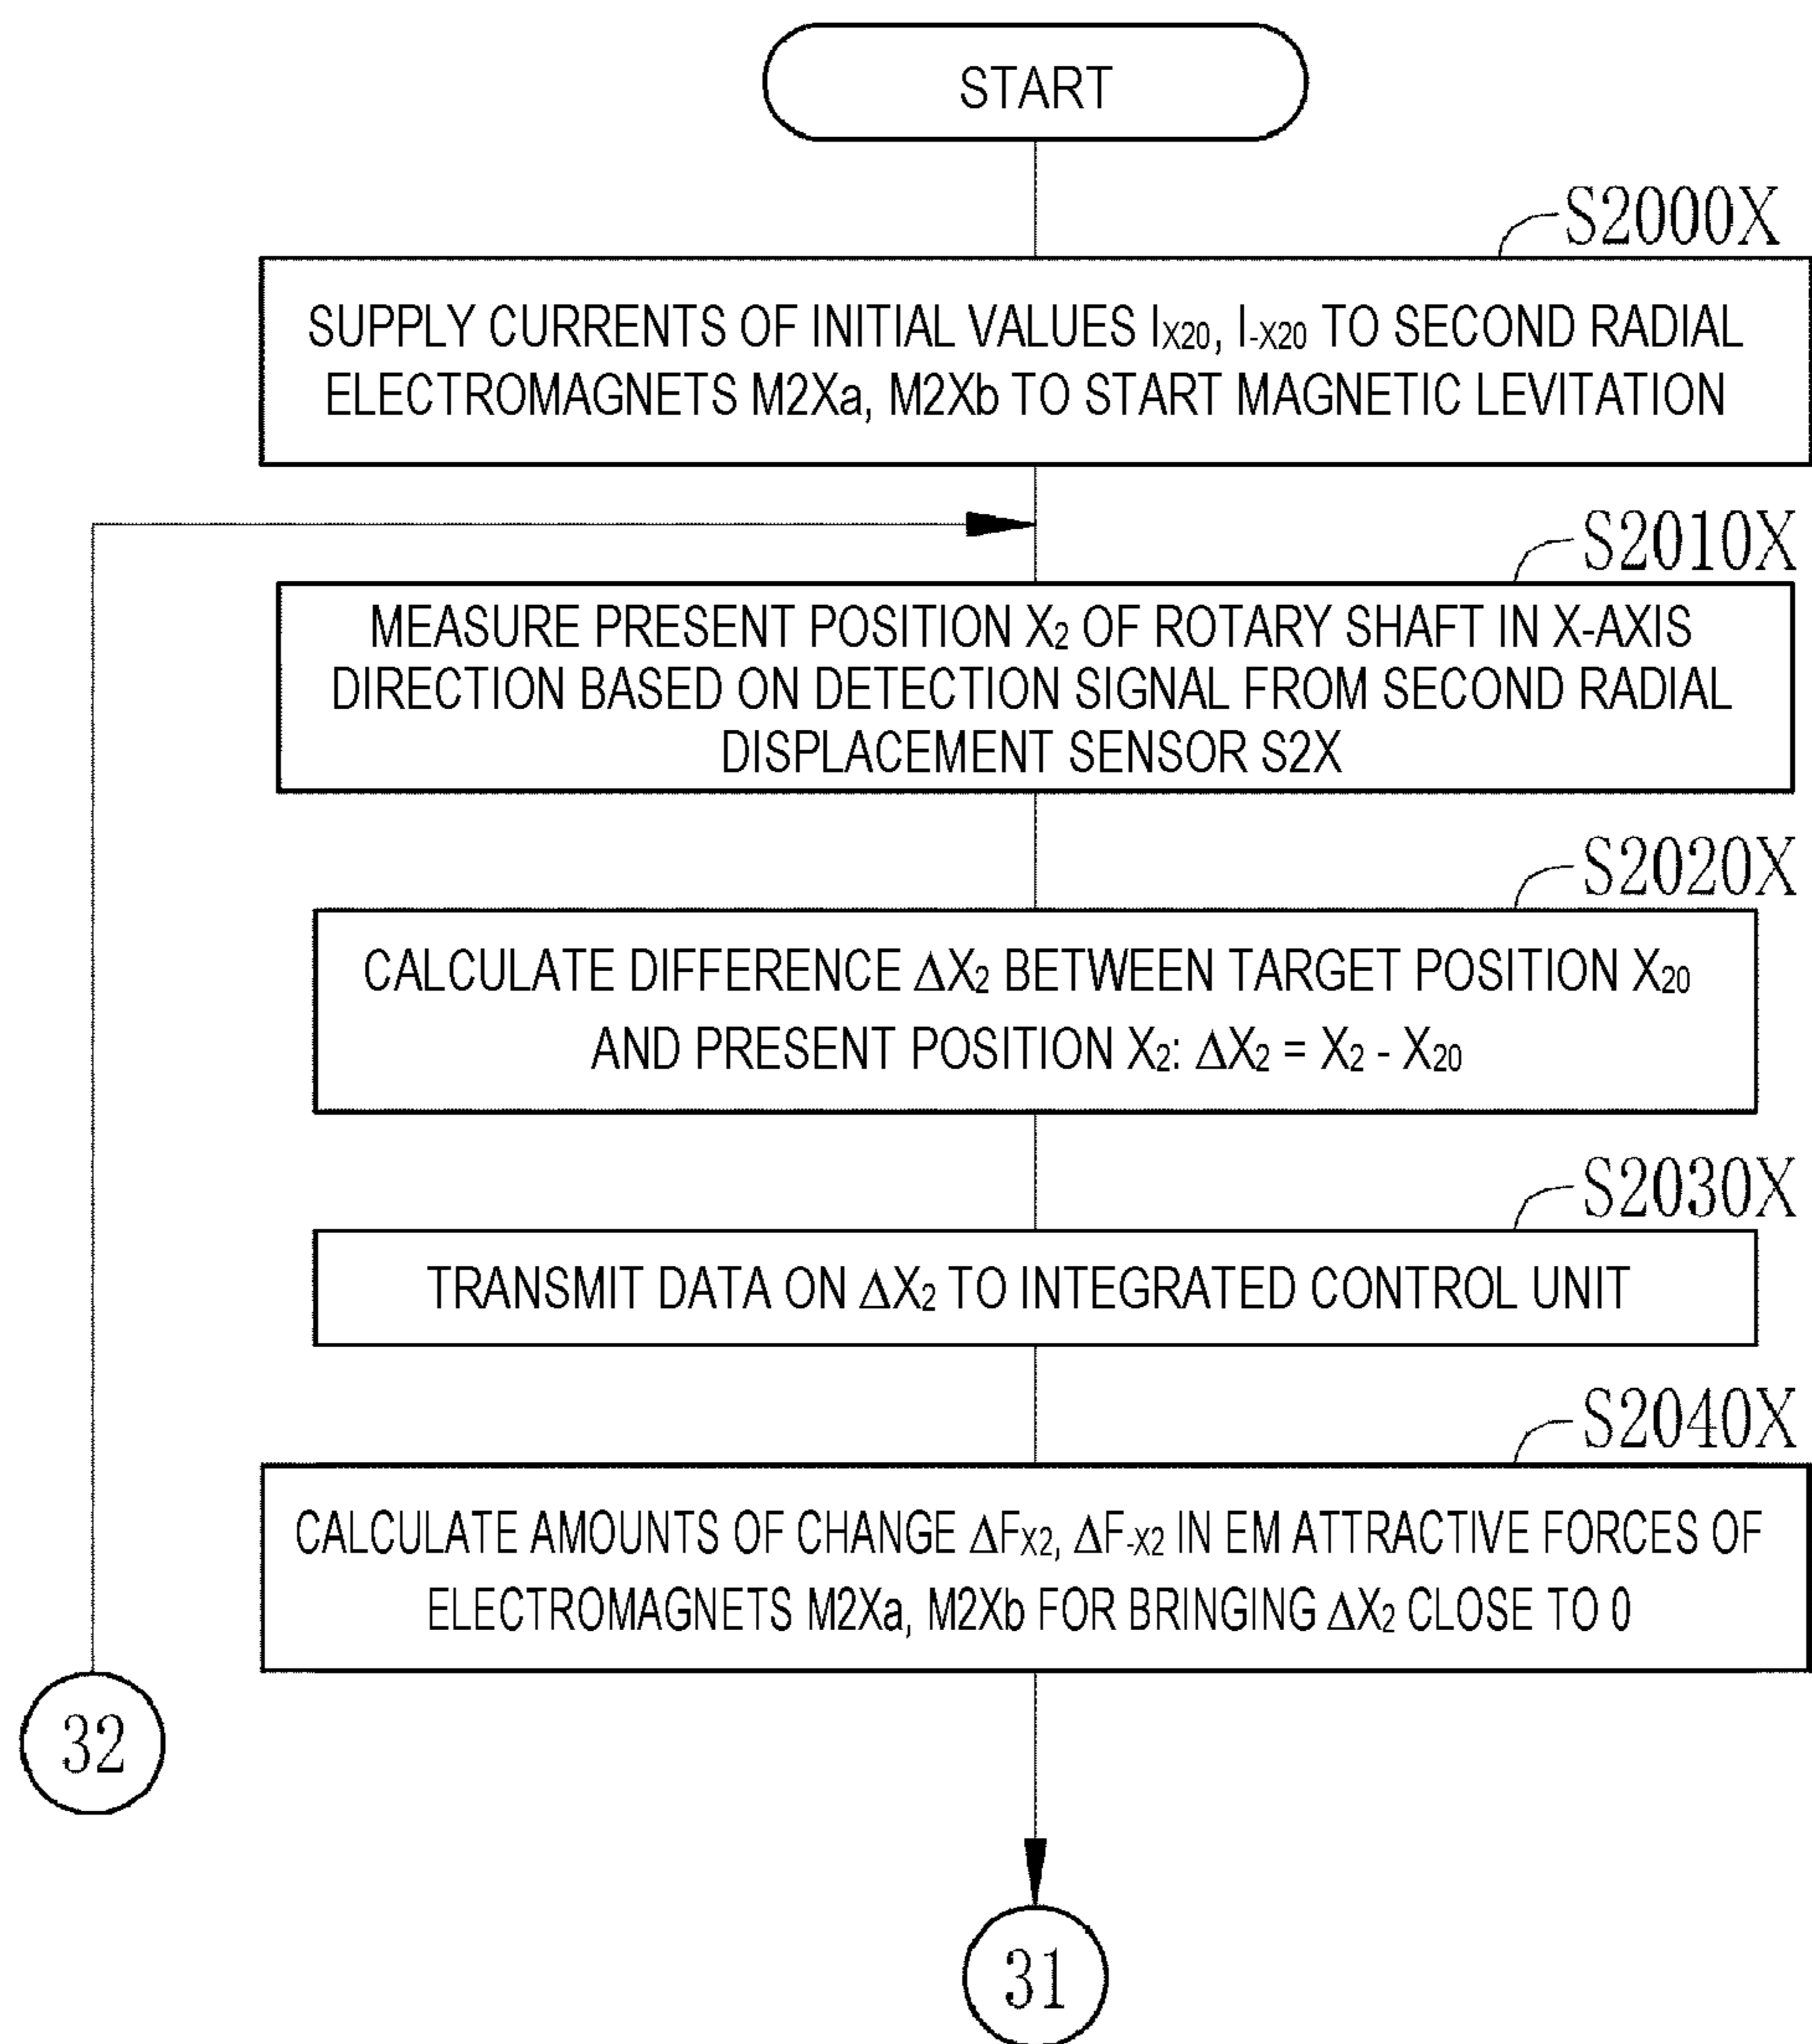 START
S2000X
SUPPLY CURRENTS OF INITIAL VALUES I_X20, I_-X20 TO SECOND RADIAL
ELECTROMAGNETS M2Xa, M2Xb TO START MAGNETIC LEVITATION
S2010X
MEASURE PRESENT POSITION X₂ OF ROTARY SHAFT IN X-AXIS
DIRECTION BASED ON DETECTION SIGNAL FROM SECOND RADIAL
DISPLACEMENT SENSOR S2X
S2020X
CALCULATE DIFFERENCE ΔX₂ BETWEEN TARGET POSITION X₂₀
AND PRESENT POSITION X₂: ΔX₂ = X₂ - X₂₀
S2030X
TRANSMIT DATA ON ΔX₂ TO INTEGRATED CONTROL UNIT
S2040X
CALCULATE AMOUNTS OF CHANGE ΔF_X2, ΔF_-X2 IN EM ATTRACTIVE FORCES OF
ELECTROMAGNETS M2Xa, M2Xb FOR BRINGING ΔX₂ CLOSE TO 0
32
31